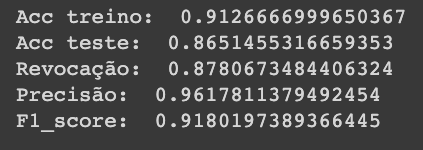 Acc treino:  0.9126666999650367
Acc teste:  0.8651455316659353
Revocação:  0.8780673484406324
Precisão:  0.9617811379492454
F1_score:  0.9180197389366445